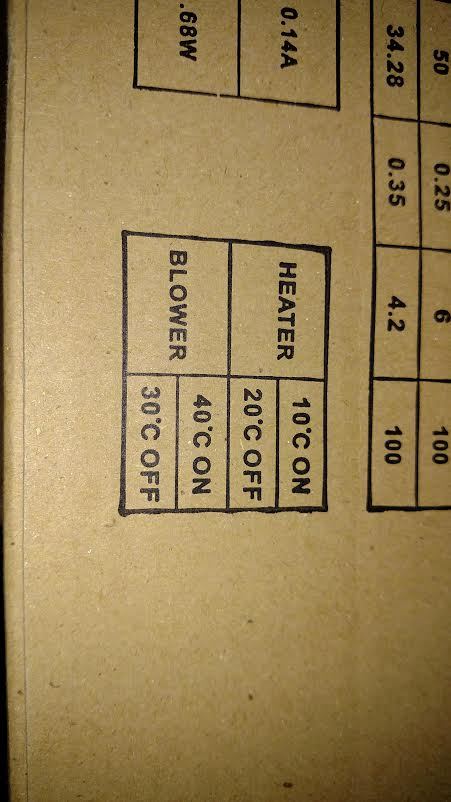 50 0.25 6 100
34.28 0.35 4.2 100
0.14A
.68W
HEATER
10°C ON
20°C OFF
BLOWER
40°C ON
30°C OFF